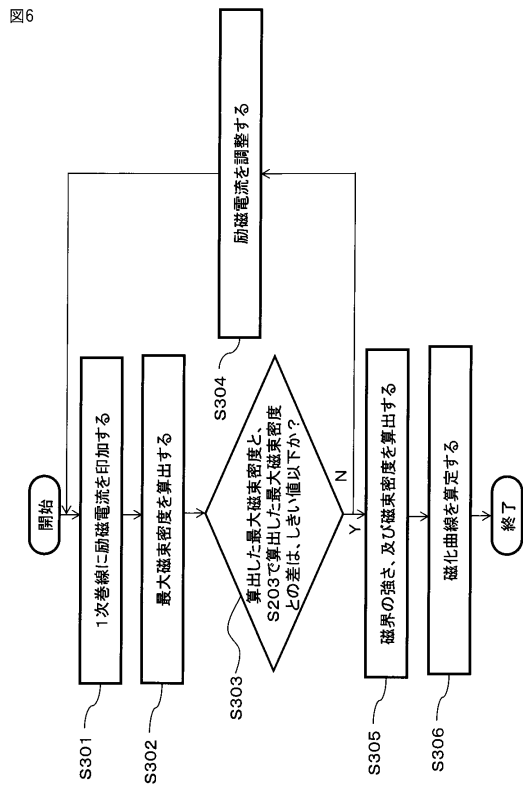 図6
開始
S301
1次巻線に励磁電流を印加する
S302
最大磁束密度を算出する
S303
算出した最大磁束密度と、
S203で算出した最大磁束密度
との差は、しきい値以下か？
N
Y
S304
励磁電流を調整する
S305
磁界の強さ、及び磁束密度を算出する
S306
磁化曲線を算定する
終了